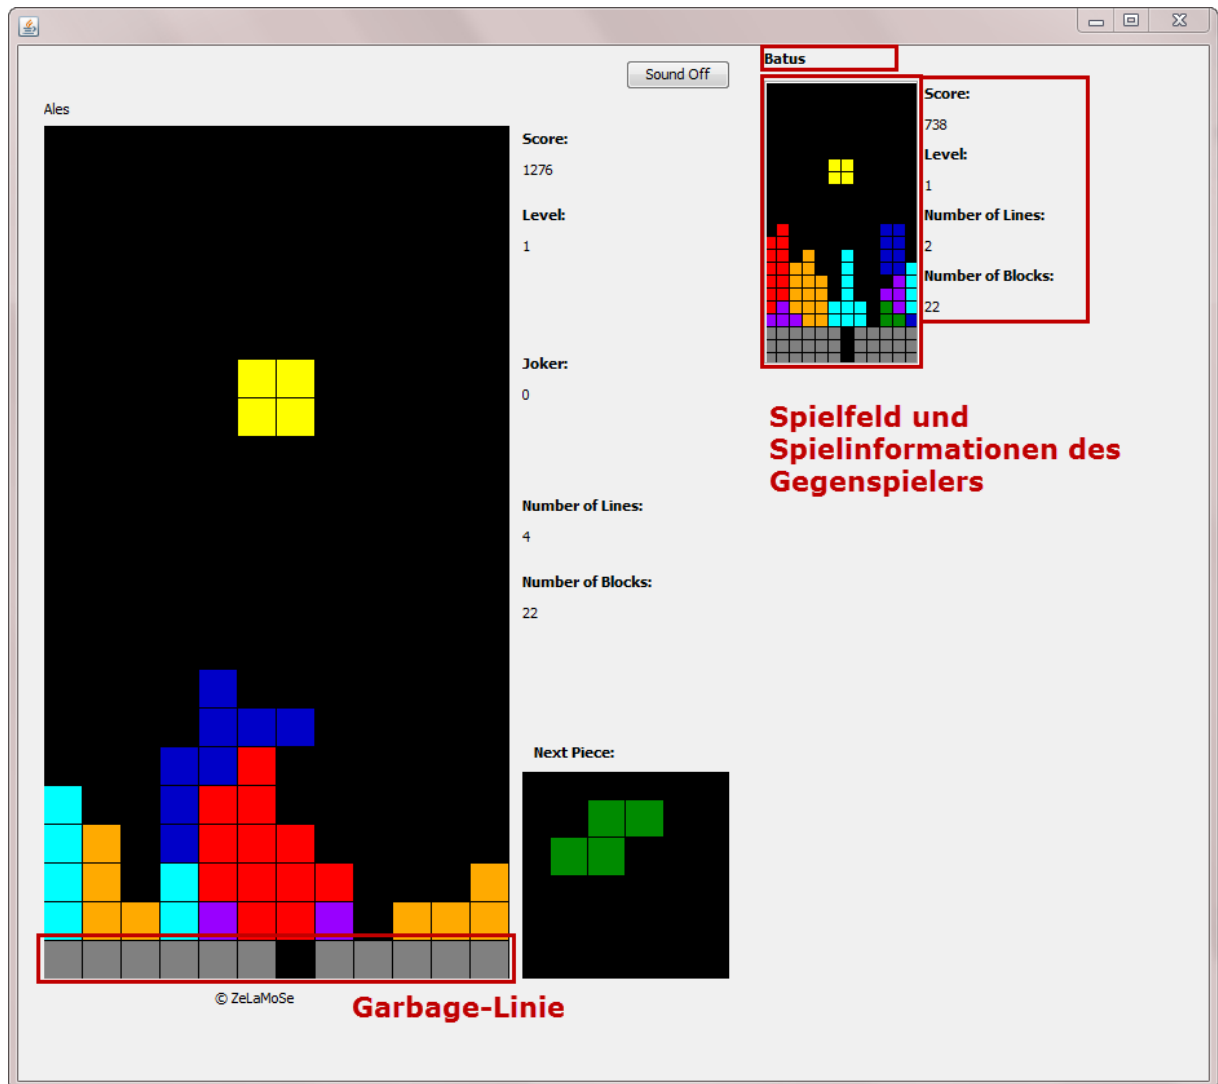 Sound Off
Ales
Score:
1276
Level:
1
Joker:
0
Number of Lines:
4
Number of Blocks:
22
Next Piece:
© ZeLaMoSe
Garbage-Linie
Batus
Score:
738
Level:
1
Number of Lines:
2
Number of Blocks:
22
Spielfeld und
Spielinformationen des
Gegenspielers